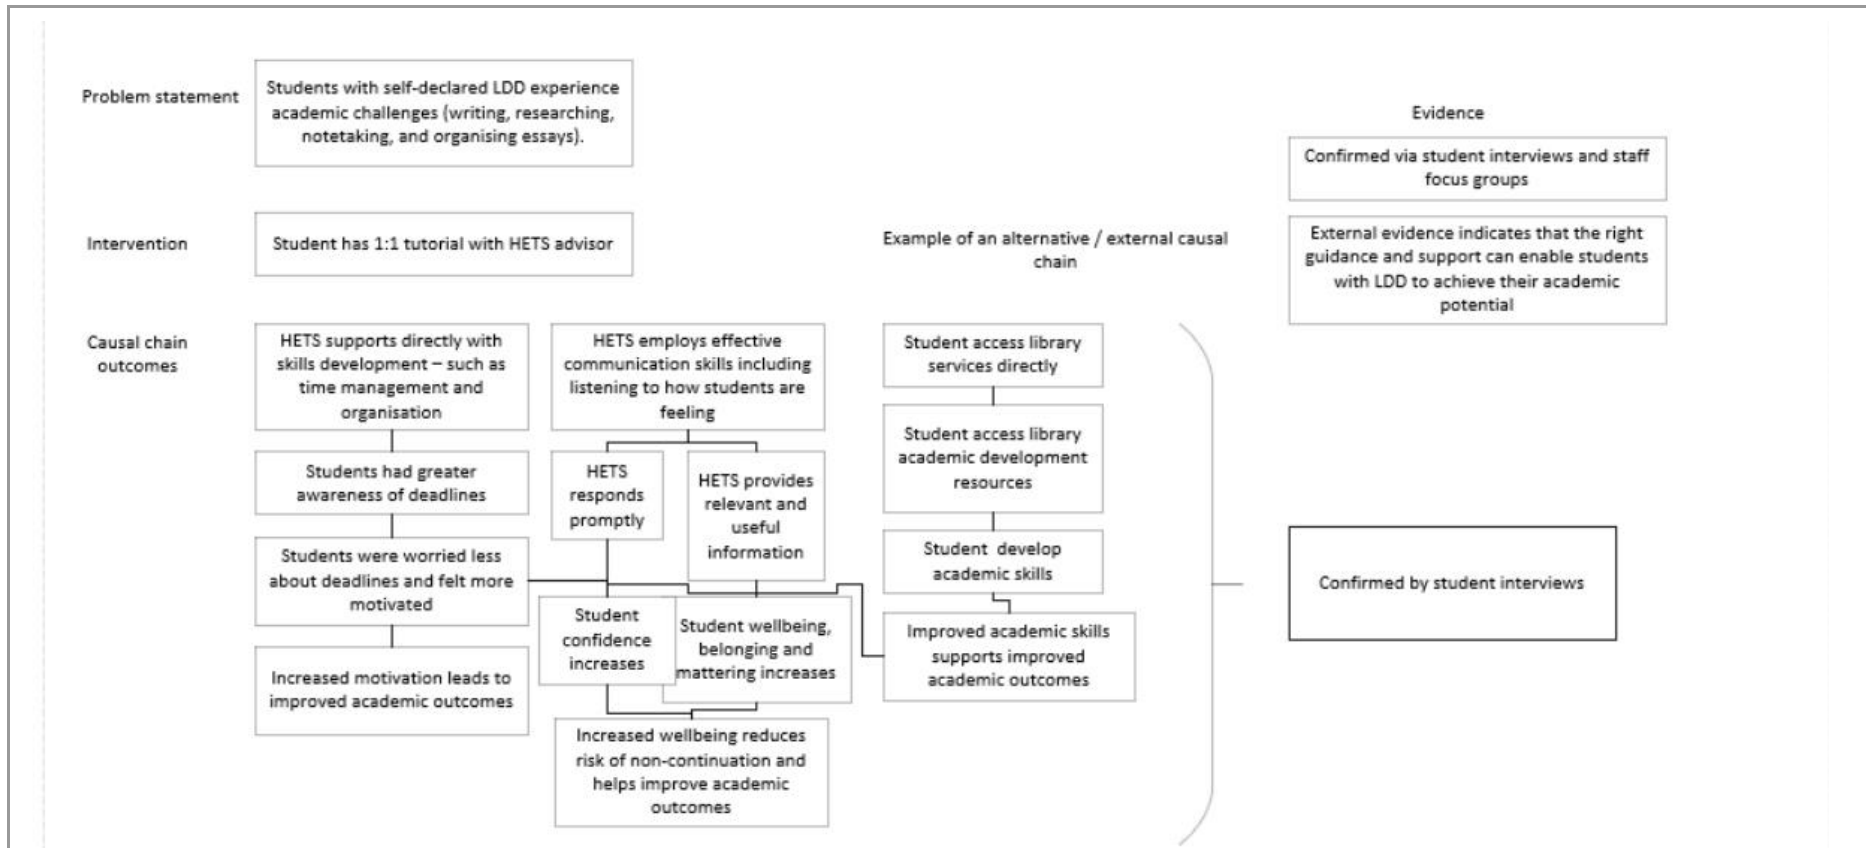 Problem statement
Students with self-declared LDD experience
academic challenges (writing, researching,
notetaking, and organising essays).
Evidence
Confirmed via student interviews and staff
focus groups
Intervention
Student has 1:1 tutorial with HETS advisor
Example of an alternative / external causal
chain
External evidence indicates that the right
guidance and support can enable students
with LDD to achieve their academic
potential
Causal chain
outcomes
HETS supports directly with
skills development – such as
time management and
organisation
Students had greater
awareness of deadlines
Students were worried less
about deadlines and felt more
motivated
Increased motivation leads to
improved academic outcomes
HETS employs effective
communication skills including
listening to how students are
feeling
HETS
responds
promptly
HETS provides
relevant and
useful
information
Student
confidence
increases
Student wellbeing,
belonging and
mattering increases
Increased wellbeing reduces
risk of non-continuation and
helps improve academic
outcomes
Student access library
services directly
Student access library
academic development
resources
Student develop
academic skills
Improved academic skills
supports improved
academic outcomes
Confirmed by student interviews